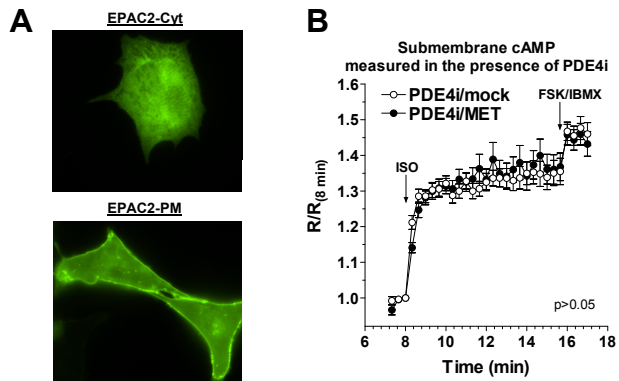 A
EPAC2-Cyt
EPAC2-PM
B
Submembrane cAMP
measured in the presence of PDE4i
PDE4i/mock
PDE4i/MET
FSK/IBMX
ISO
R/R(8 min)
1.6
1.5
1.4
1.3
1.2
1.1
1.0
p>0.05
6 8 10 12 14 16 18
Time (min)